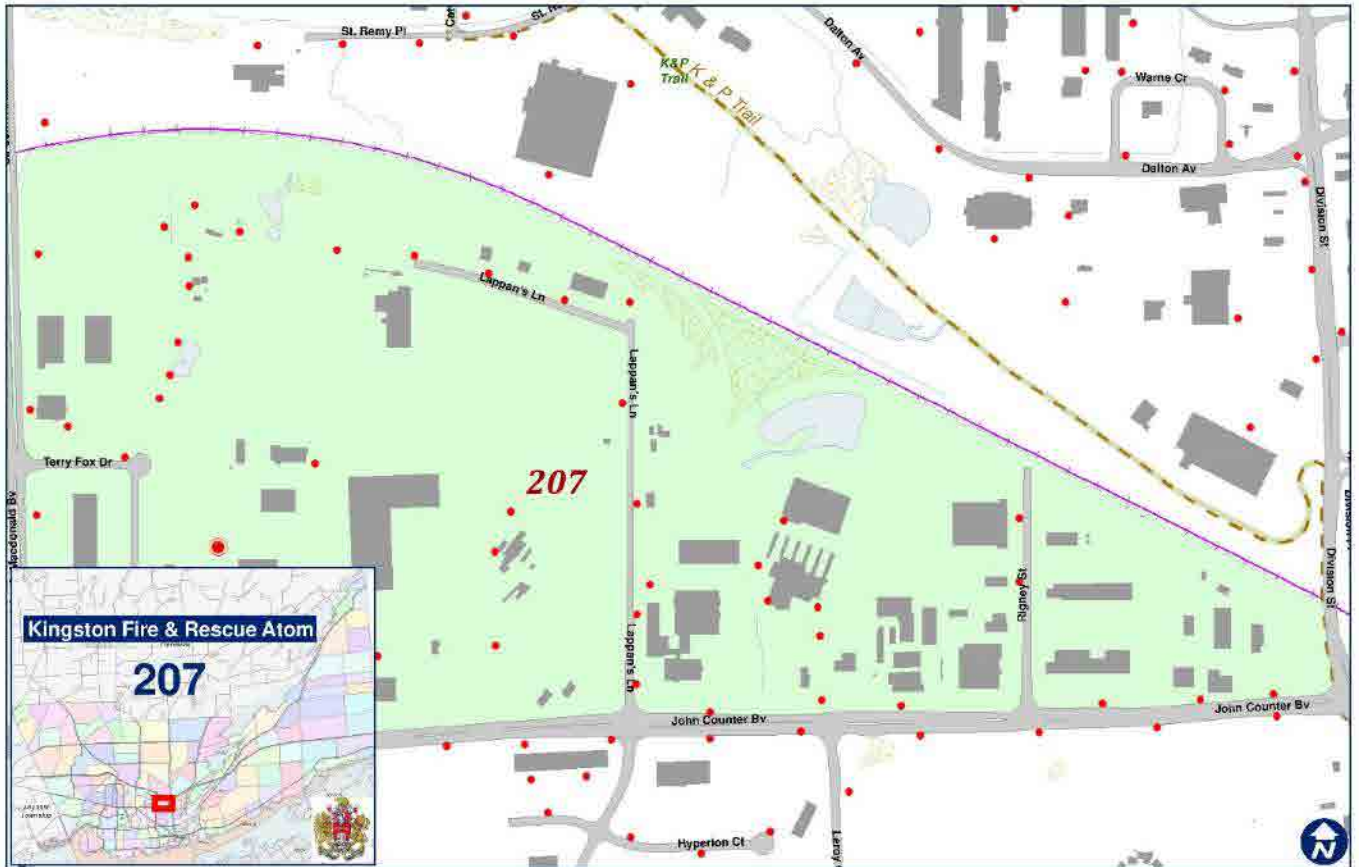 St. Remy Pl
Dalton Av
K&P
Trail
K & P Trail
Warne Cr
Dalton Av
Division St
Lappan's Ln
Lappan's Ln
Terry Fox Dr
207
Macdonald Bv
Rigney St
Division St
Kingston Fire & Rescue Atom
207
Lappan's Ln
John Counter Bv
John Counter Bv
Hyperion Ct
N